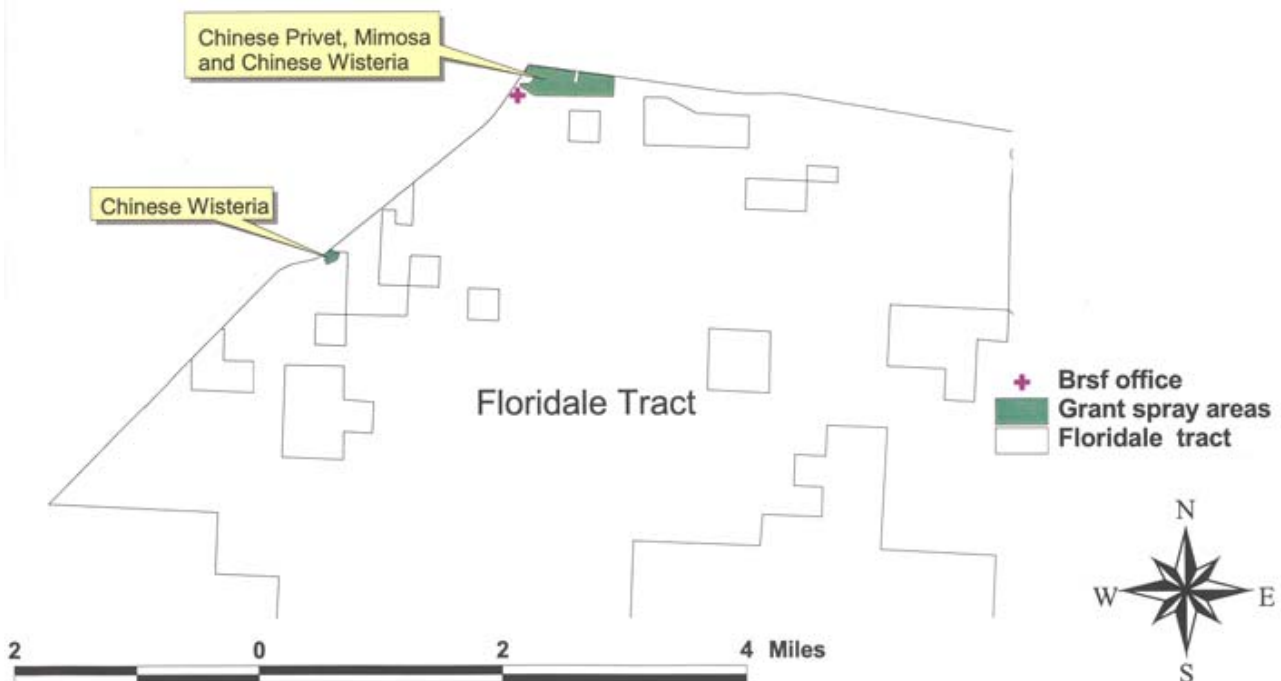 Chinese Privet, Mimosa
and Chinese Wisteria
Chinese Wisteria
Floridale Tract
Brsf office
Grant spray areas
Floridale tract
N
W
E
S
2 0 2 4 Miles